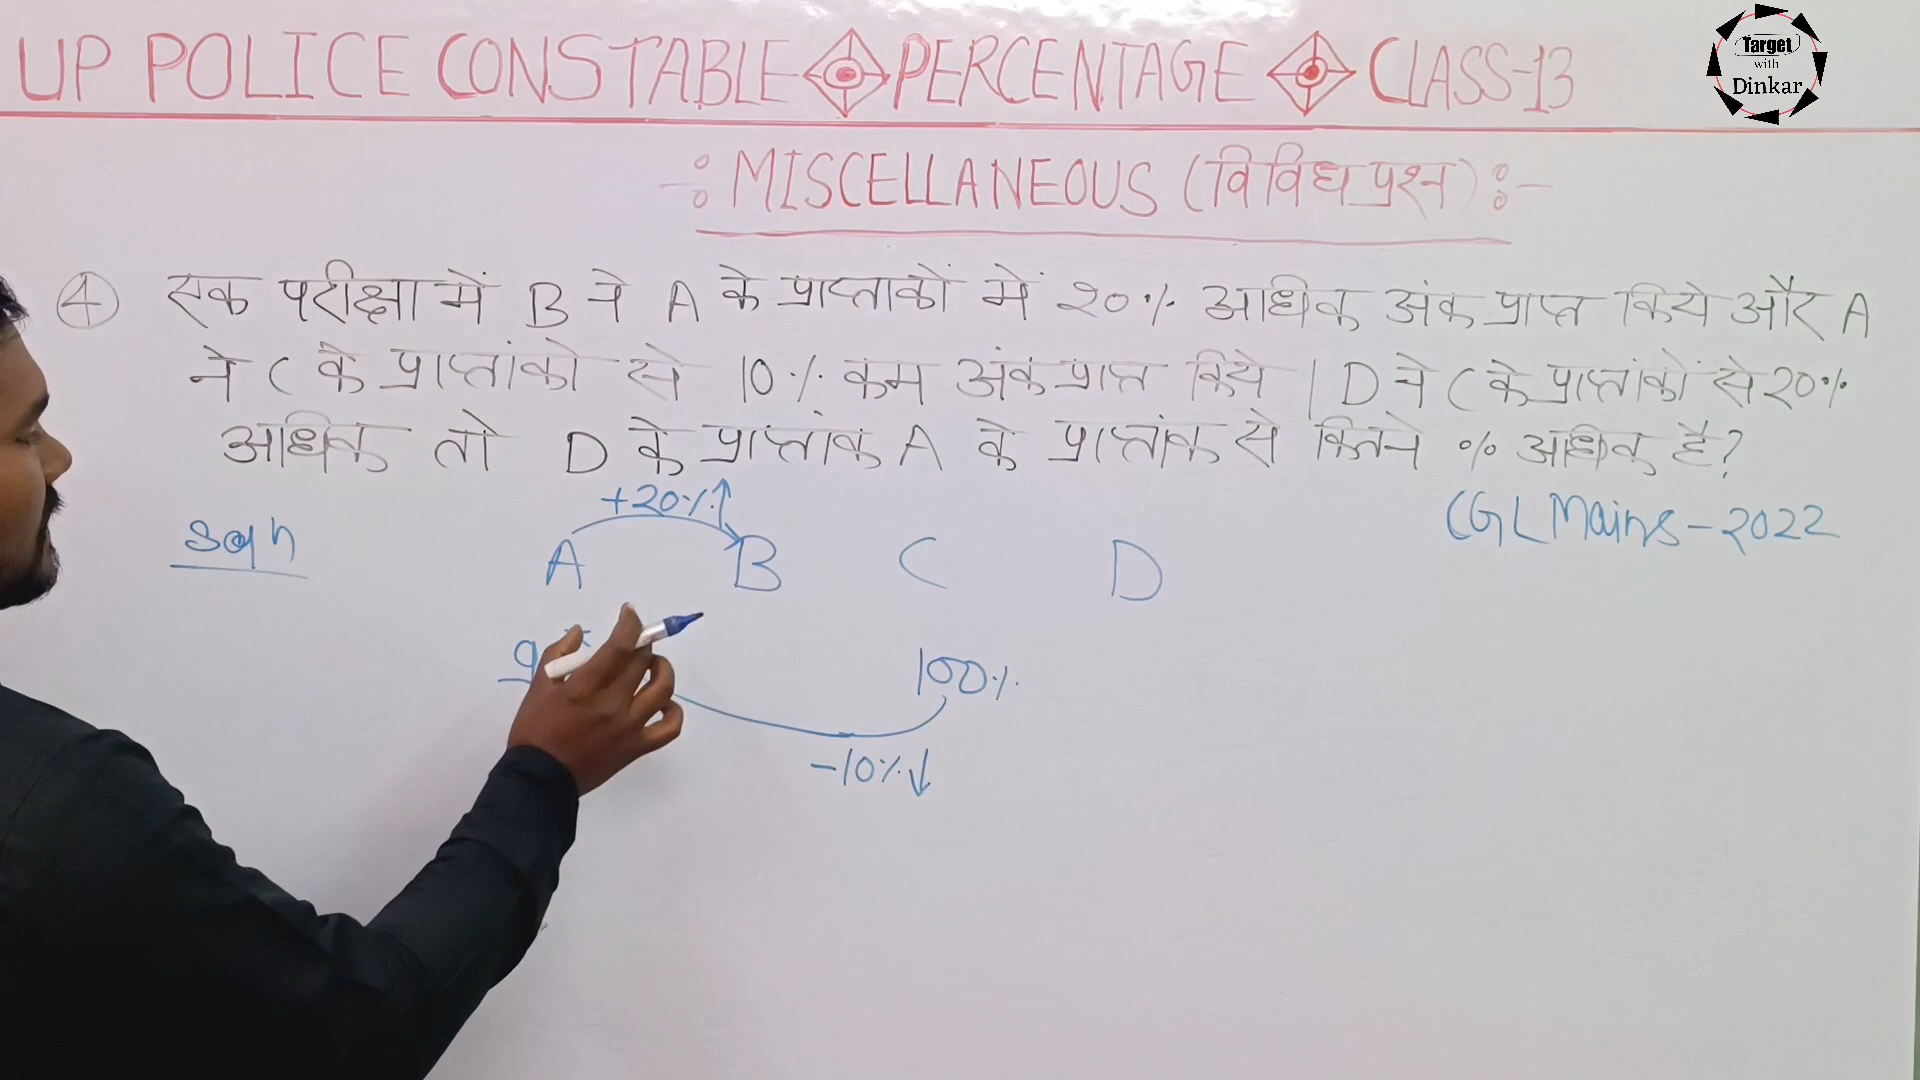 UP POLICE CONSTABLE PERCENTAGE CLASS-13
Target
with
Dinkar
-: MISCELLANEOUS (विविध प्रश्न) :-
④ एक परीक्षा में B ने A के प्राप्ताकों में 20% अधिक अंक प्राप्त किये और A
ने C के प्राप्तांको से 10% कम अंक प्राप्त किये | D ने C के प्राप्तांकों से 20%
अधिक तो D के प्राप्तांक A के प्राप्तांक से कितने % अधिक है?
CGL Mains-2022
+20%↑
A B C D
9
100%
-10%↓